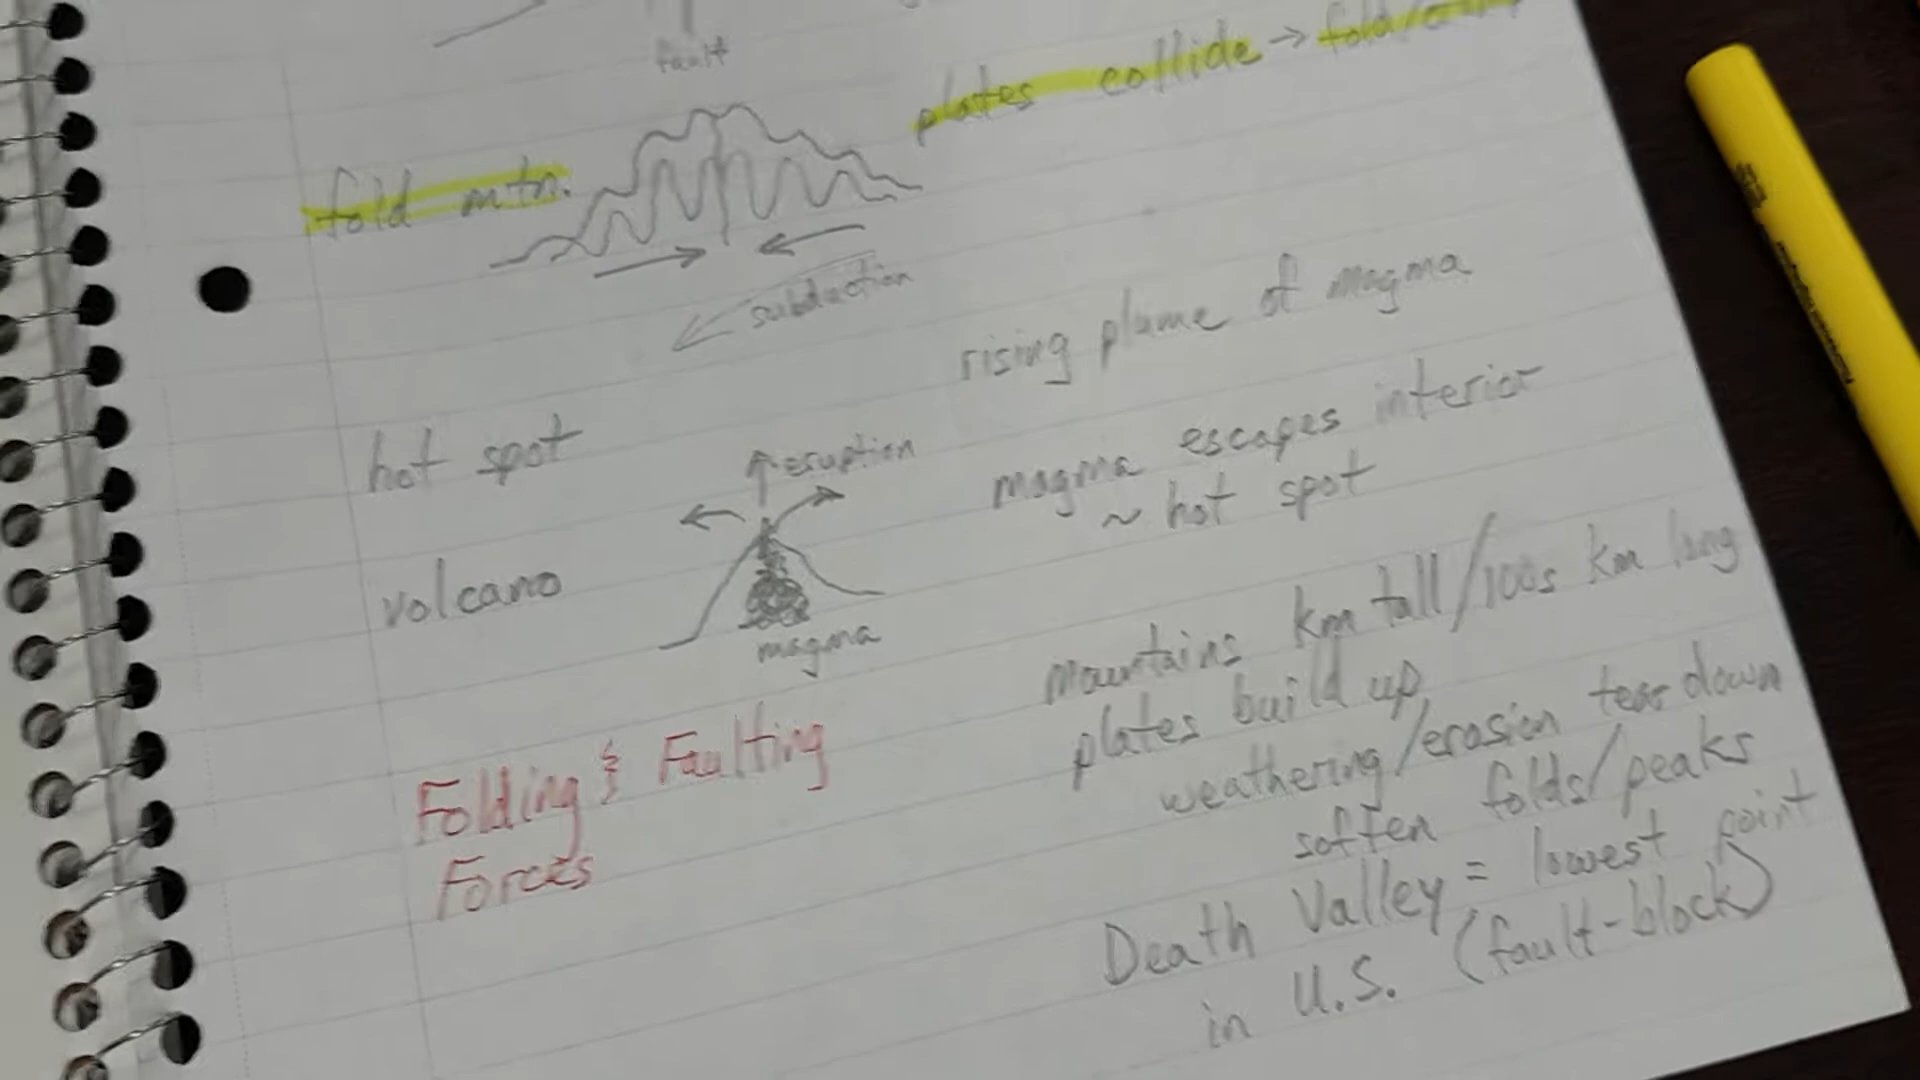 fault
plates collide → fold/
fold mtn.
subduction
rising plume of magma
hot spot
↑ eruption
magma escapes interior
~ hot spot
volcano
magma
mountains km tall/100s km long
plates build up,
weathering/erosion tear down
Folding & Faulting
Forces
soften folds/peaks
Death Valley = lowest point
in U.S. (fault-block)